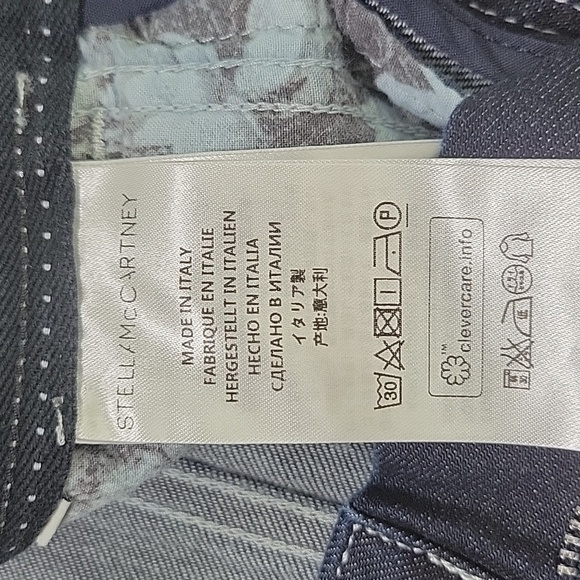 STELLA McCARTNEY
MADE IN ITALY
FABRIQUE EN ITALIE
HERGESTELLT IN ITALIEN
HECHO EN ITALIA
СДЕЛАНО В ИТАЛИИ
イタリア製
产地:意大利
30 P
clevercare.info
TM